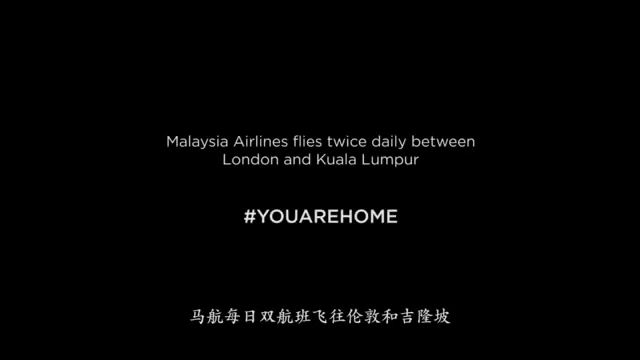 Malaysia Airlines flies twice daily between
London and Kuala Lumpur
#YOUAREHOME
马航每日双航班飞往伦敦和吉隆坡